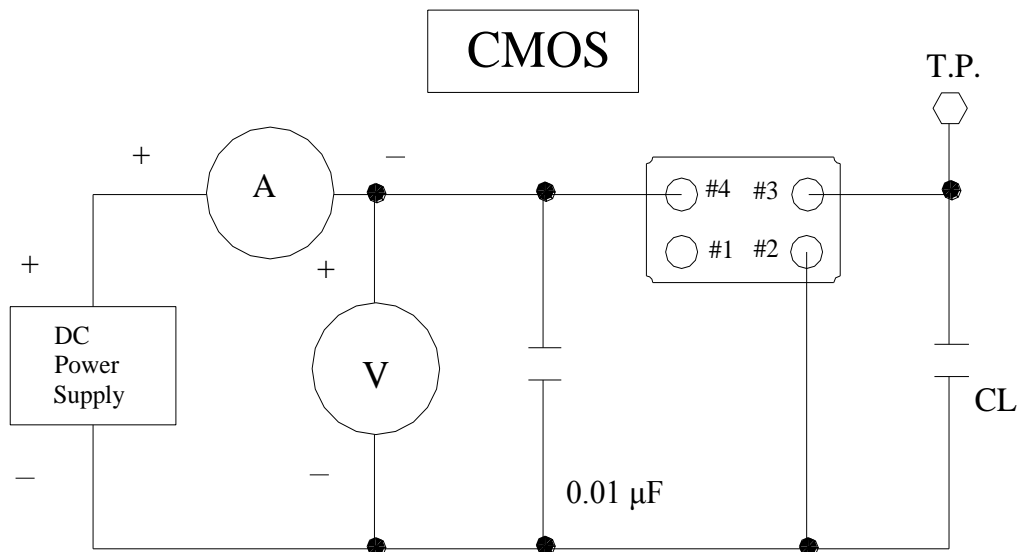 CMOS
T.P.
+
–
A
#4 #3
#1 #2
+
+
DC
Power
Supply
V
CL
–
–
0.01 μF